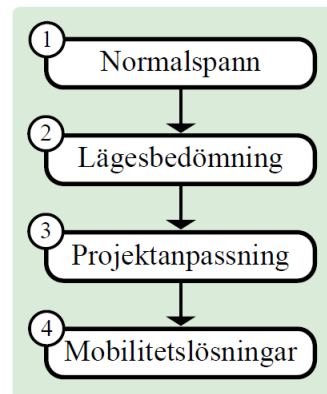 1
Normalspann
2
Lägesbedömning
3
Projektanpassning
4
Mobilitetslösningar